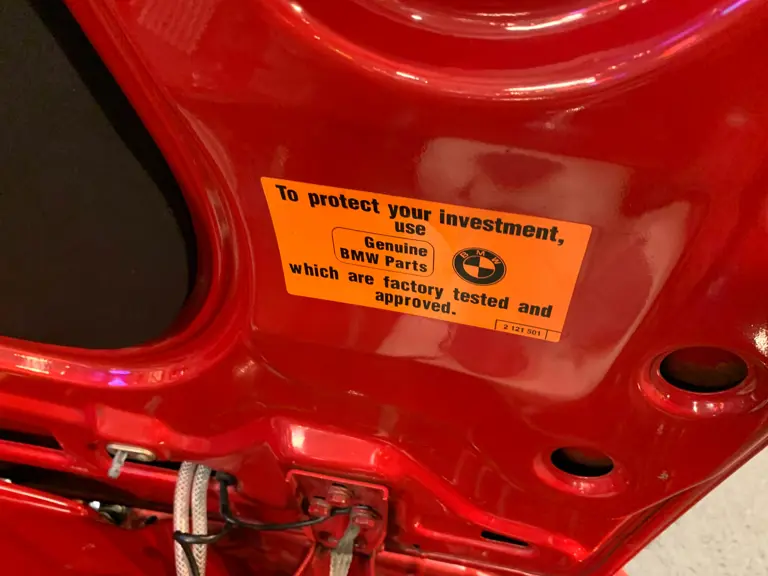 To protect your investment,
use
Genuine
BMW Parts
BMW
which are factory tested and
approved.
2 121 501